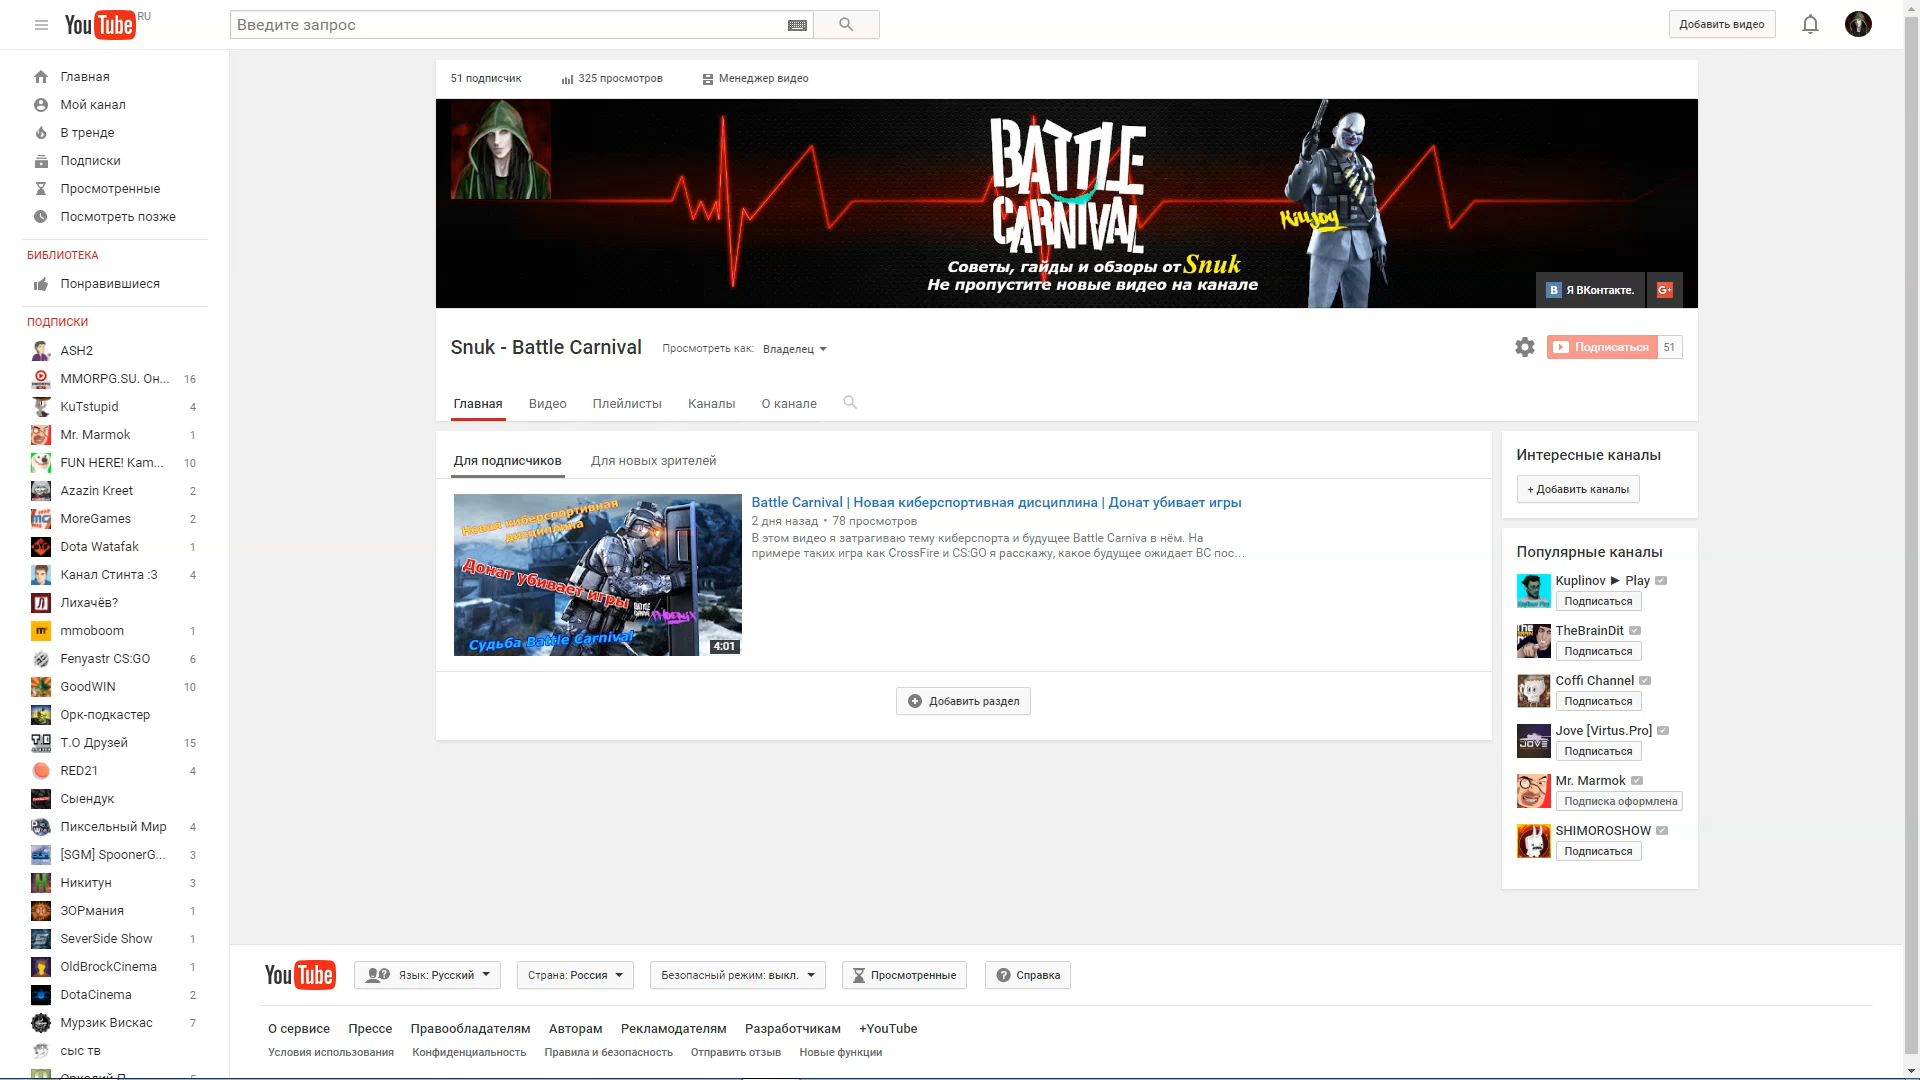 YouTube RU
Введите запрос
Добавить видео
Главная
Мой канал
В тренде
Подписки
Просмотренные
Посмотреть позже
БИБЛИОТЕКА
Понравившиеся
ПОДПИСКИ
ASH2
MMORPG.SU. Он... 16
KuTstupid 4
Mr. Marmok 1
FUN HERE! Kam... 10
Azazin Kreet 2
MoreGames 2
Dota Watafak 1
Канал Стинта :3 4
Лихачёв?
mmoboom 1
Fenyastr CS:GO 6
GoodWIN 10
Орк-подкастер
Т.О Друзей 15
RED21 4
Сыендук
Пиксельный Мир 4
[SGM] SpoonerG... 3
Никитун 3
ЗОРмания 1
SeverSide Show 1
OldBrockCinema 1
DotaCinema 2
Мурзик Вискас 7
сыс тв
51 подписчик
325 просмотров
Менеджер видео
BATTLE
CARNIVAL
Killjoy
Советы, гайды и обзоры от Snuk
Не пропустите новые видео на канале
Я ВКонтакте.
G+
Snuk - Battle Carnival
Просмотреть как: Владелец
Подписаться 51
Главная
Видео
Плейлисты
Каналы
О канале
Для подписчиков
Для новых зрителей
Новая киберспортивная
дисциплина
Донат убивает игры
BATTLE CARNIVAL
PHOENIX
Судьба Battle Carnival
4:01
Battle Carnival | Новая киберспортивная дисциплина | Донат убивает игры
2 дня назад • 78 просмотров
В этом видео я затрагиваю тему киберспорта и будущее Battle Carniva в нём. На
примере таких игра как CrossFire и CS:GO я расскажу, какое будущее ожидает BC пос...
Добавить раздел
Интересные каналы
+ Добавить каналы
Популярные каналы
Kuplinov ► Play
Подписаться
TheBrainDit
Подписаться
Coffi Channel
Подписаться
Jove [Virtus.Pro]
Подписаться
Mr. Marmok
Подписка оформлена
SHIMOROSHOW
Подписаться
YouTube
Язык: Русский
Страна: Россия
Безопасный режим: выкл.
Просмотренные
Справка
О сервисе
Прессе
Правообладателям
Авторам
Рекламодателям
Разработчикам
+YouTube
Условия использования
Конфиденциальность
Правила и безопасность
Отправить отзыв
Новые функции